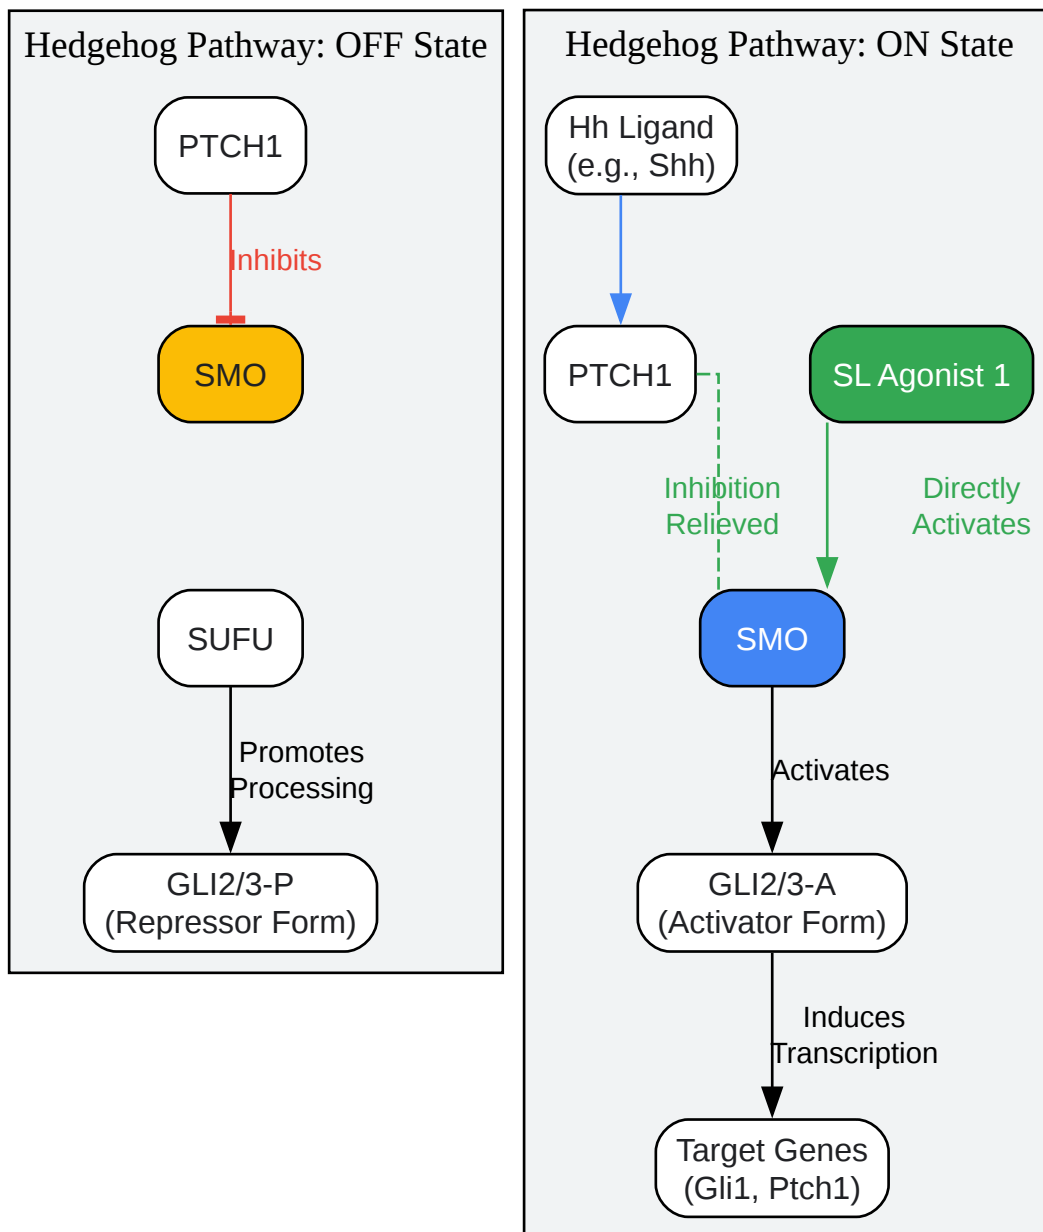 Hedgehog Pathway: OFF State
PTCH1
Inhibits
SMO
SUFU
Promotes
Processing
GLI2/3-P
(Repressor Form)
Hedgehog Pathway: ON State
Hh Ligand
(e.g., Shh)
PTCH1
SL Agonist 1
Inhibition
Relieved
Directly
Activates
SMO
Activates
GLI2/3-A
(Activator Form)
Induces
Transcription
Target Genes
(Gli1, Ptch1)